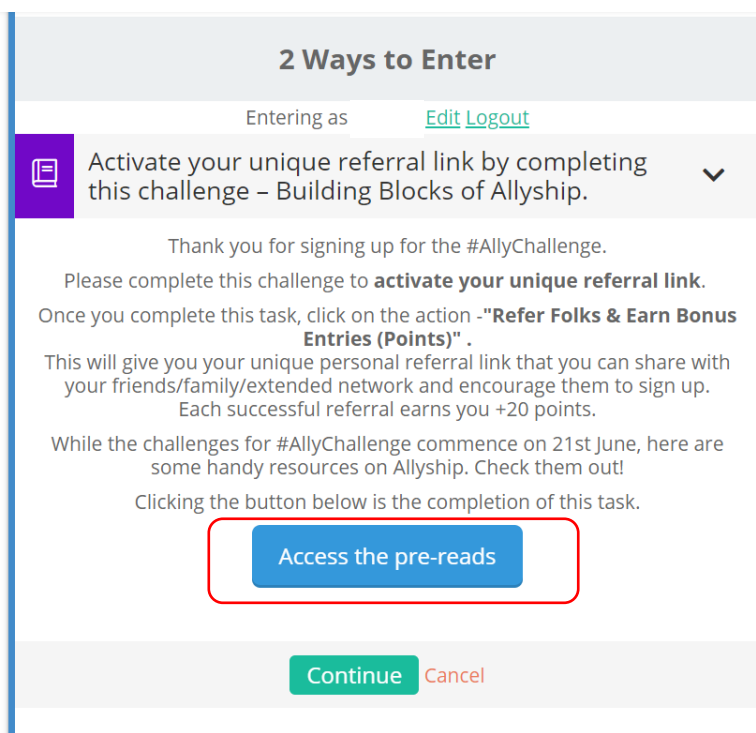 2 Ways to Enter
Entering as Edit Logout
Activate your unique referral link by completing
this challenge – Building Blocks of Allyship.
Thank you for signing up for the #AllyChallenge.
Please complete this challenge to activate your unique referral link.
Once you complete this task, click on the action -"Refer Folks & Earn Bonus
Entries (Points)" .
This will give you your unique personal referral link that you can share with
your friends/family/extended network and encourage them to sign up.
Each successful referral earns you +20 points.
While the challenges for #AllyChallenge commence on 21st June, here are
some handy resources on Allyship. Check them out!
Clicking the button below is the completion of this task.
Access the pre-reads
Continue Cancel